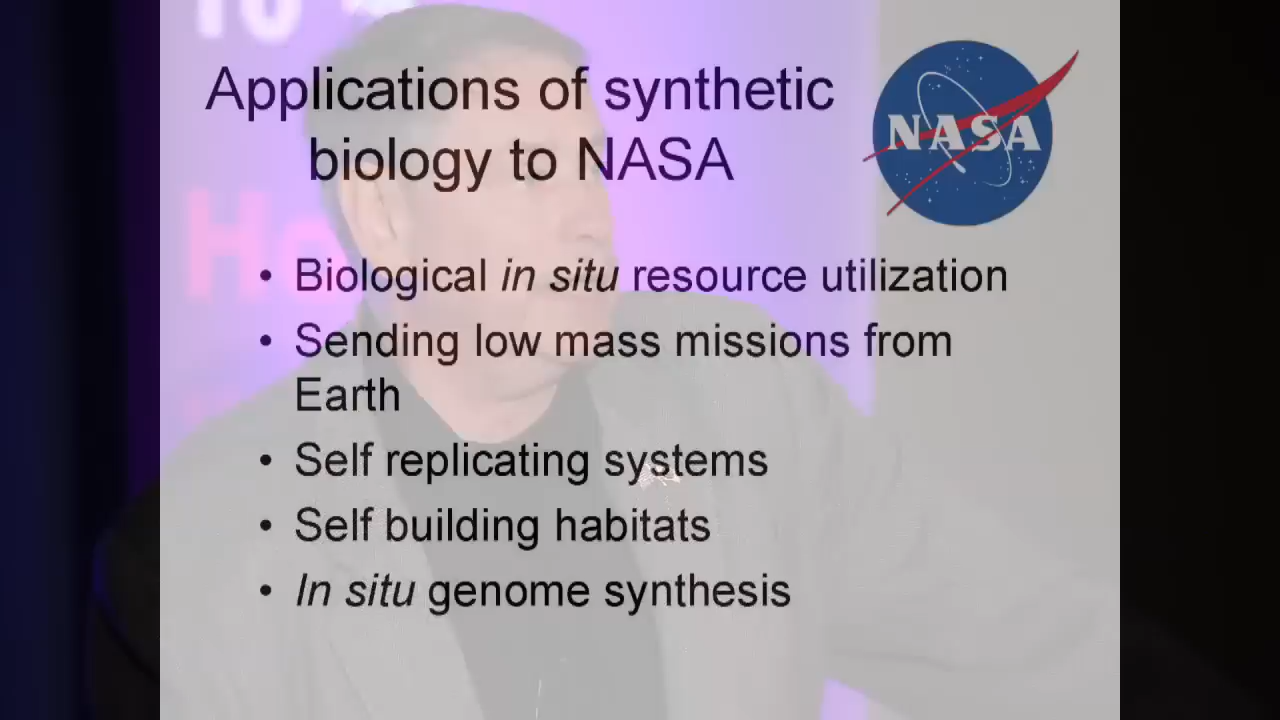 Applications of synthetic
biology to NASA
NASA
• Biological in situ resource utilization
• Sending low mass missions from
Earth
• Self replicating systems
• Self building habitats
• In situ genome synthesis